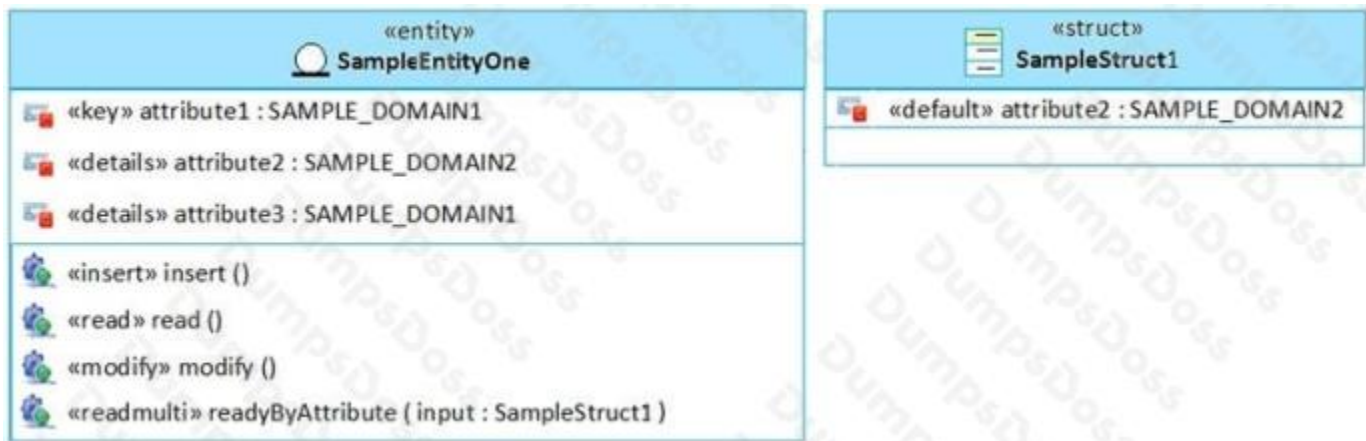 «entity»
SampleEntityOne
«key» attribute1 : SAMPLE_DOMAIN1
«details» attribute2 : SAMPLE_DOMAIN2
«details» attribute3 : SAMPLE_DOMAIN1
«insert» insert ()
«read» read ()
«modify» modify ()
«readmulti» readyByAttribute ( input : SampleStruct1 )
«struct»
SampleStruct1
«default» attribute2 : SAMPLE_DOMAIN2
DumpsDoss